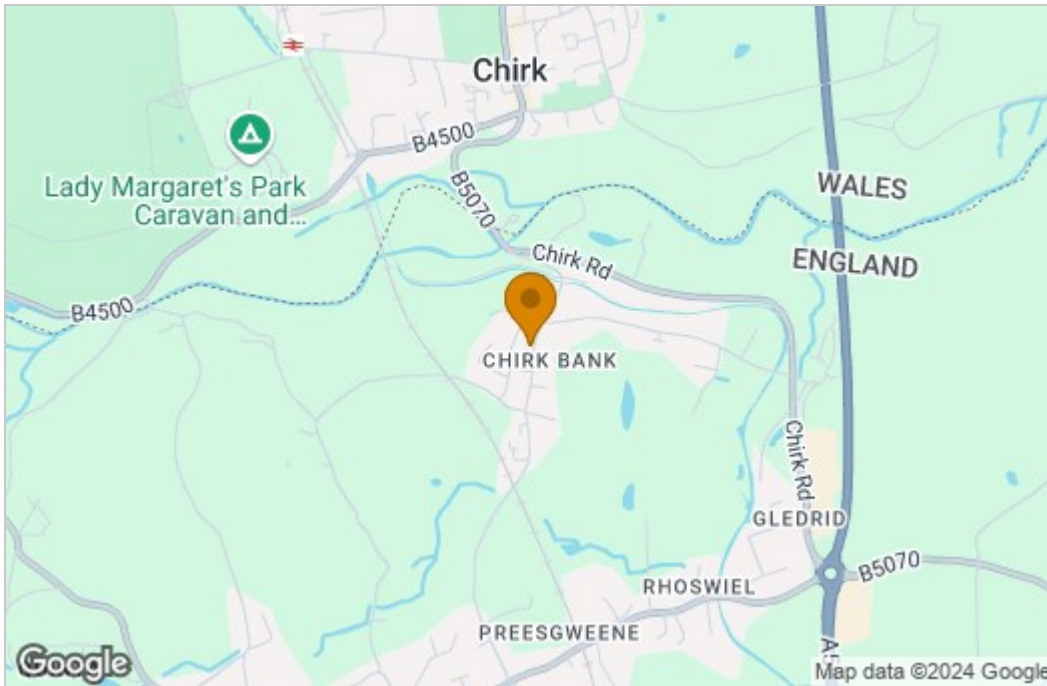 Chirk
B4500
Lady Margaret's Park
Caravan and...
B5070
WALES
ENGLAND
Chirk Rd
B4500
CHIRK BANK
Chirk Rd
GLEDRID
B5070
RHOSWIEL
PREESGWEENE
A5
Google
Map data ©2024 Google